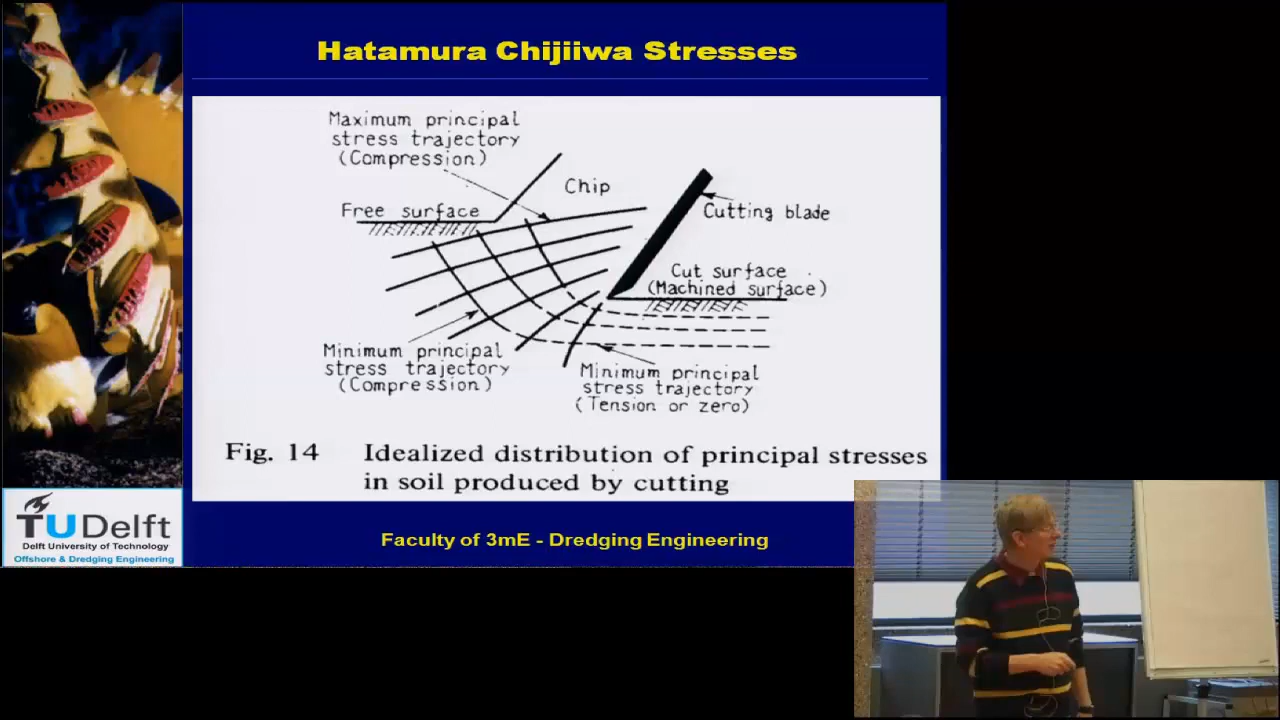 Hatamura Chijiiwa Stresses
Maximum principal
stress trajectory
(Compression)
Chip
Free surface
Cutting blade
Cut surface
(Machined surface)
Minimum principal
stress trajectory
(Compression)
Minimum principal
stress trajectory
(Tension or zero)
Fig. 14 Idealized distribution of principal stresses
in soil produced by cutting
TU Delft
Delft University of Technology
Offshore & Dredging Engineering
Faculty of 3mE - Dredging Engineering